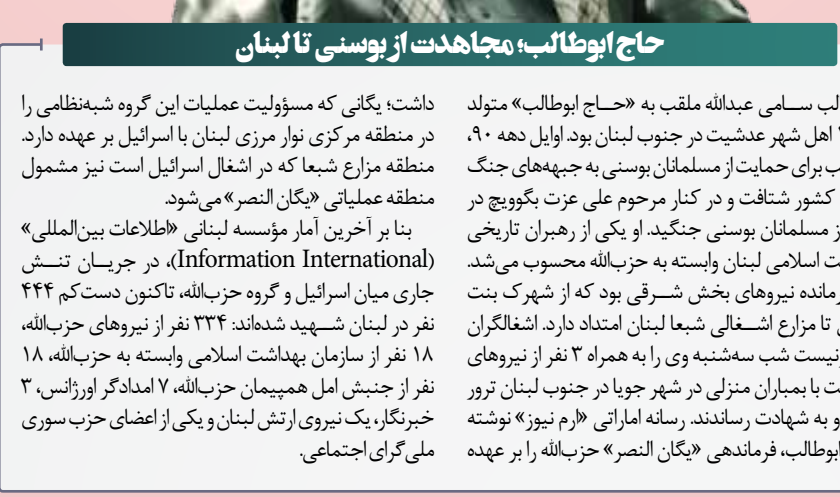 حاج ابوطالب؛ مجاهدت از بوسنی تا لبنان
سامی عبدالله ملقب به «حاج ابوطالب» متولد
اهل شهر عدشیت در جنوب لبنان بود. اوایل دهه ۹۰،
برای حمایت از مسلمانان بوسنی به جبهه‌های جنگ
کشور شتافت و در کنار مرحوم علی عزت بگوویچ در
از مسلمانان بوسنی جنگید. او یکی از رهبران تاریخی
اسلامی لبنان وابسته به حزب‌الله محسوب می‌شد.
نیروهای بخش شرقی بود که از شهرک بنت
تا مزارع اشغالی شبعا لبنان امتداد دارد. اشغالگران
شب سه‌شنبه وی را به همراه ۳ نفر از نیروهای
با بمباران منزلی در شهر جویا در جنوب لبنان ترور
و به شهادت رساندند. رسانه اماراتی «ارم نیوز» نوشته
ابوطالب، فرماندهی «یگان النصر» حزب‌الله را بر عهده
داشت؛ یگانی که مسؤولیت عملیات این گروه شبه‌نظامی را
در منطقه مرکزی نوار مرزی لبنان با اسرائیل بر عهده دارد.
منطقه مزارع شبعا که در اشغال اسرائیل است نیز مشمول
منطقه عملیاتی «یگان النصر» می‌شود.
بنا بر آخرین آمار مؤسسه لبنانی «اطلاعات بین‌المللی»
(Information International)، در جریان تنش
جاری میان اسرائیل و گروه حزب‌الله، تاکنون دست‌کم ۴۴۴
نفر در لبنان شهید شده‌اند: ۳۳۴ نفر از نیروهای حزب‌الله،
۱۸ نفر از سازمان بهداشت اسلامی وابسته به حزب‌الله، ۱۸
نفر از جنبش امل همپیمان حزب‌الله، ۷ امدادگر اورژانس، ۳
خبرنگار، یک نیروی ارتش لبنان و یکی از اعضای حزب سوری
ملی‌گرای اجتماعی.